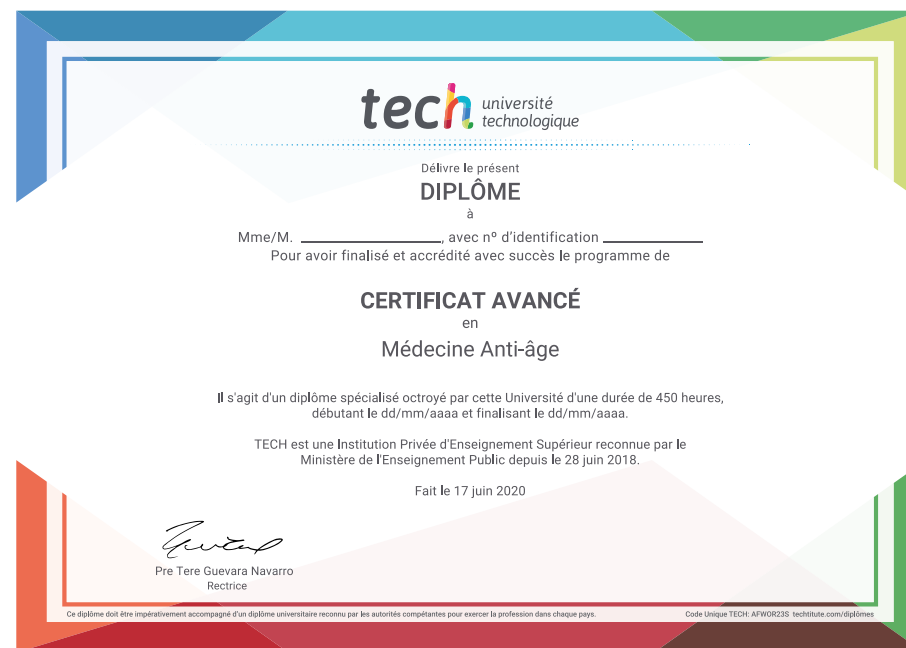 tech université
technologique
Délivre le présent
DIPLÔME
à
Mme/M. ____________________, avec nº d'identification ______________
Pour avoir finalisé et accrédité avec succès le programme de
CERTIFICAT AVANCÉ
en
Médecine Anti-âge
Il s'agit d'un diplôme spécialisé octroyé par cette Université d'une durée de 450 heures,
débutant le dd/mm/aaaa et finalisant le dd/mm/aaaa.
TECH est une Institution Privée d'Enseignement Supérieur reconnue par le
Ministère de l'Enseignement Public depuis le 28 juin 2018.
Fait le 17 juin 2020
Pre Tere Guevara Navarro
Rectrice
Ce diplôme doit être impérativement accompagné d'un diplôme universitaire reconnu par les autorités compétentes pour exercer la profession dans chaque pays.
Code Unique TECH: AFWOR23S techtitute.com/diplômes